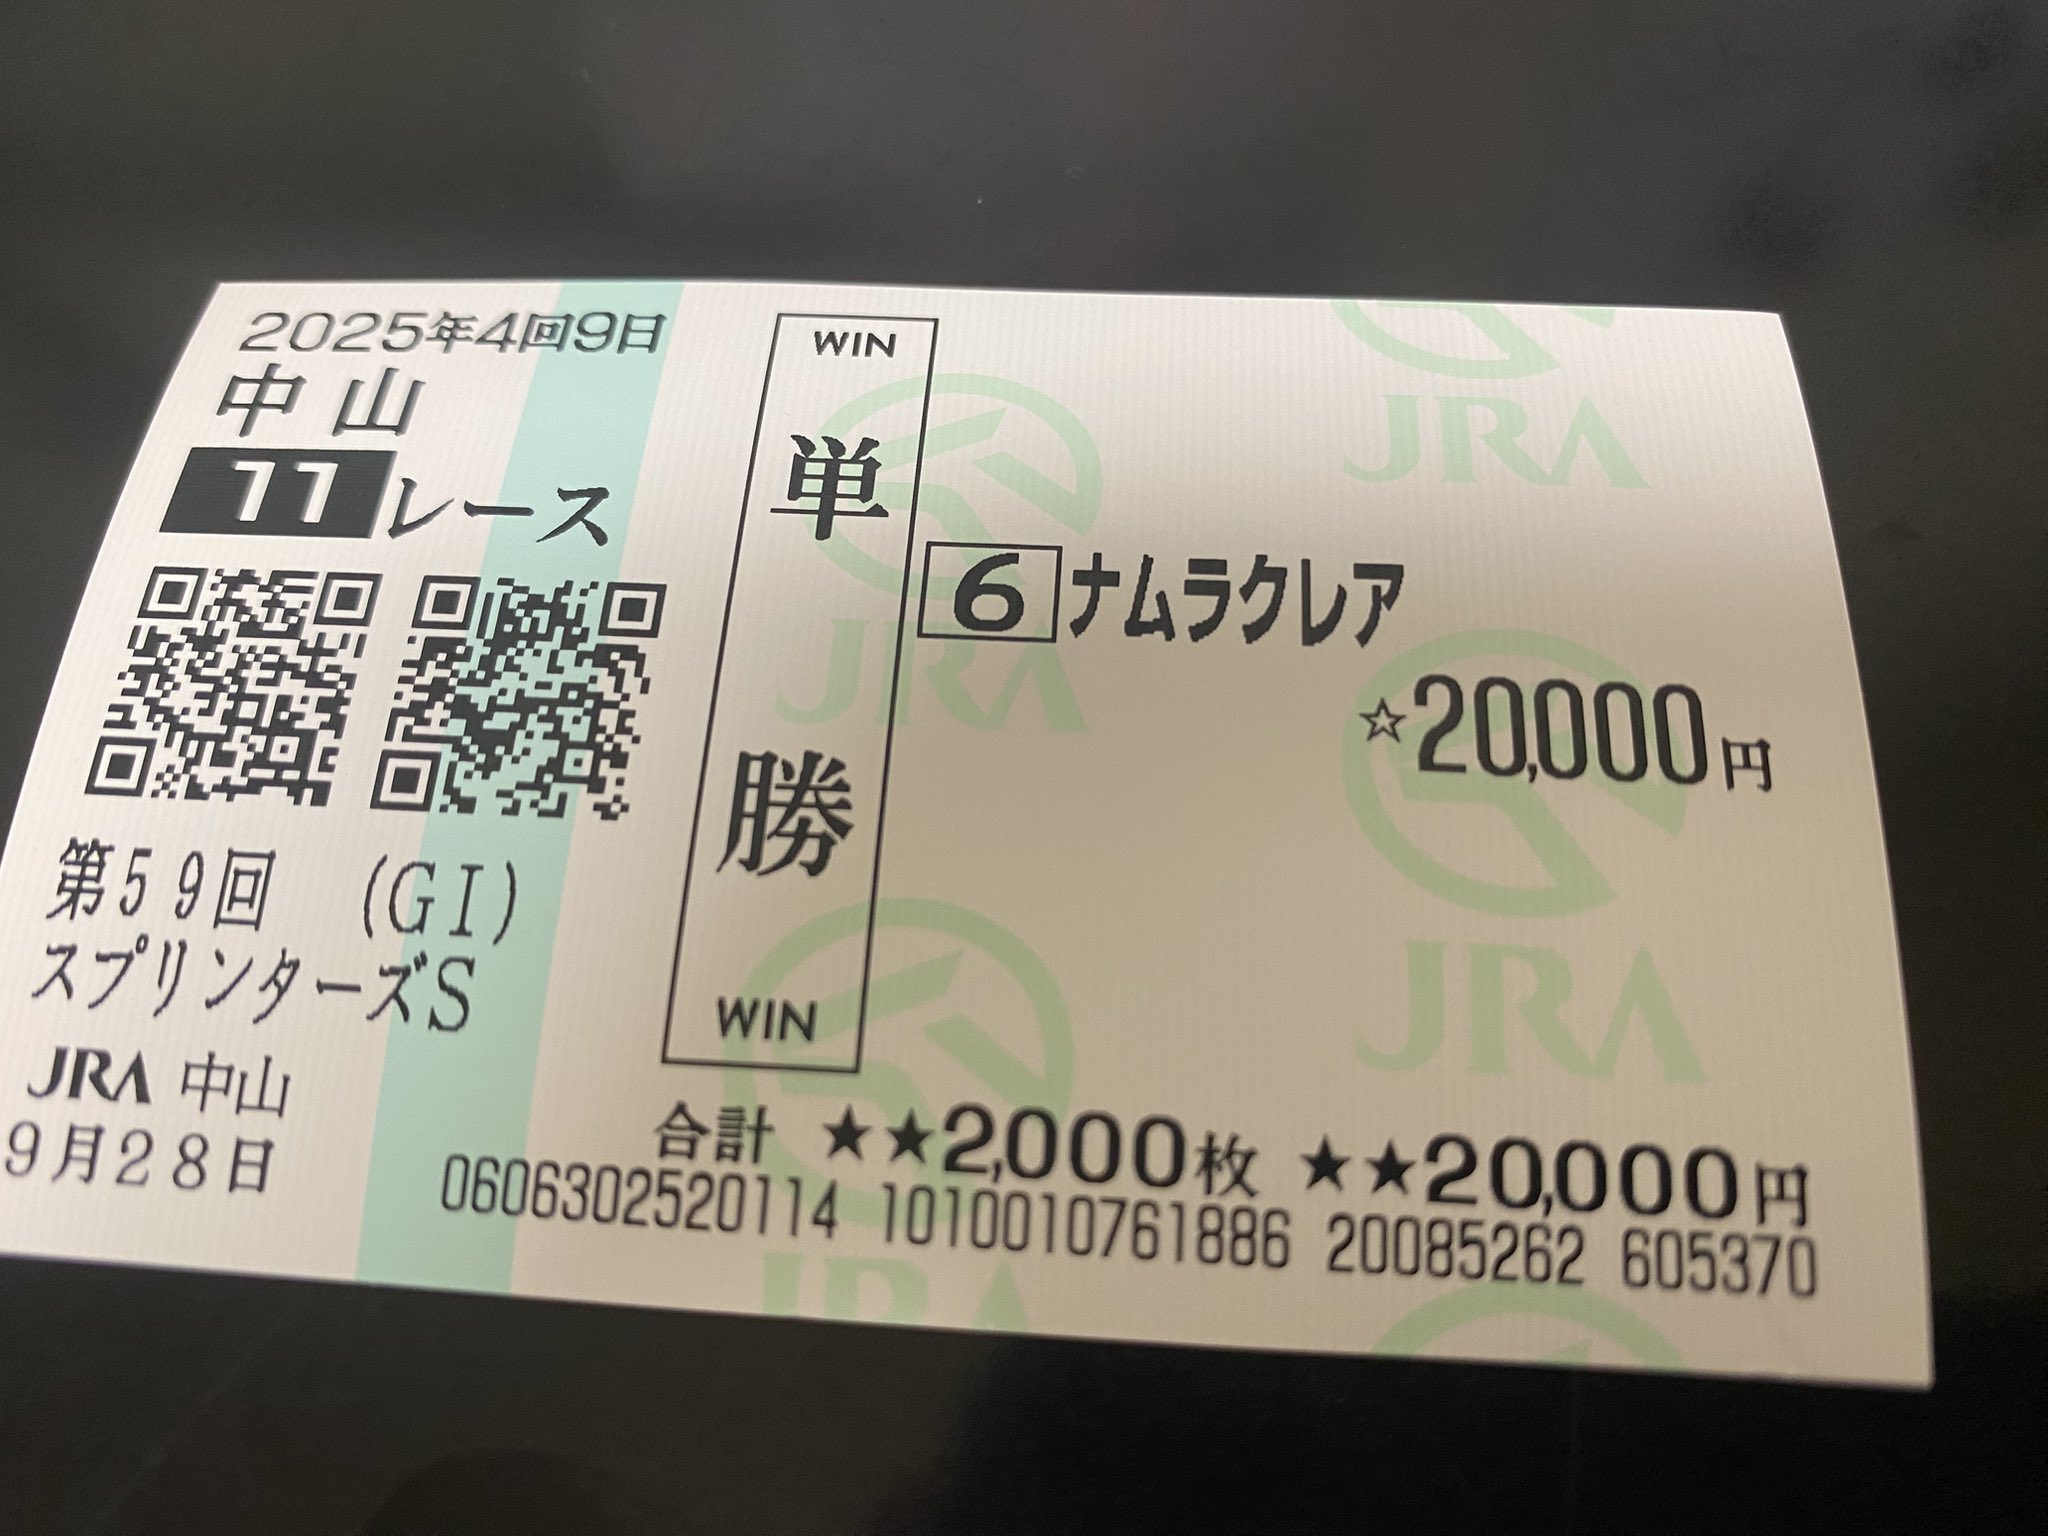 2025年4回9日
中山
11レース
第59回 (GI)
スプリンターズS
JRA 中山
9月28日
WIN
単勝
WIN
6 ナムラクレア
☆20,000円
合計 ★★2,000枚 ★★20,000円
0606302520114 1010010761886 20085262 605370
JRA
JRA
JRA
JRA